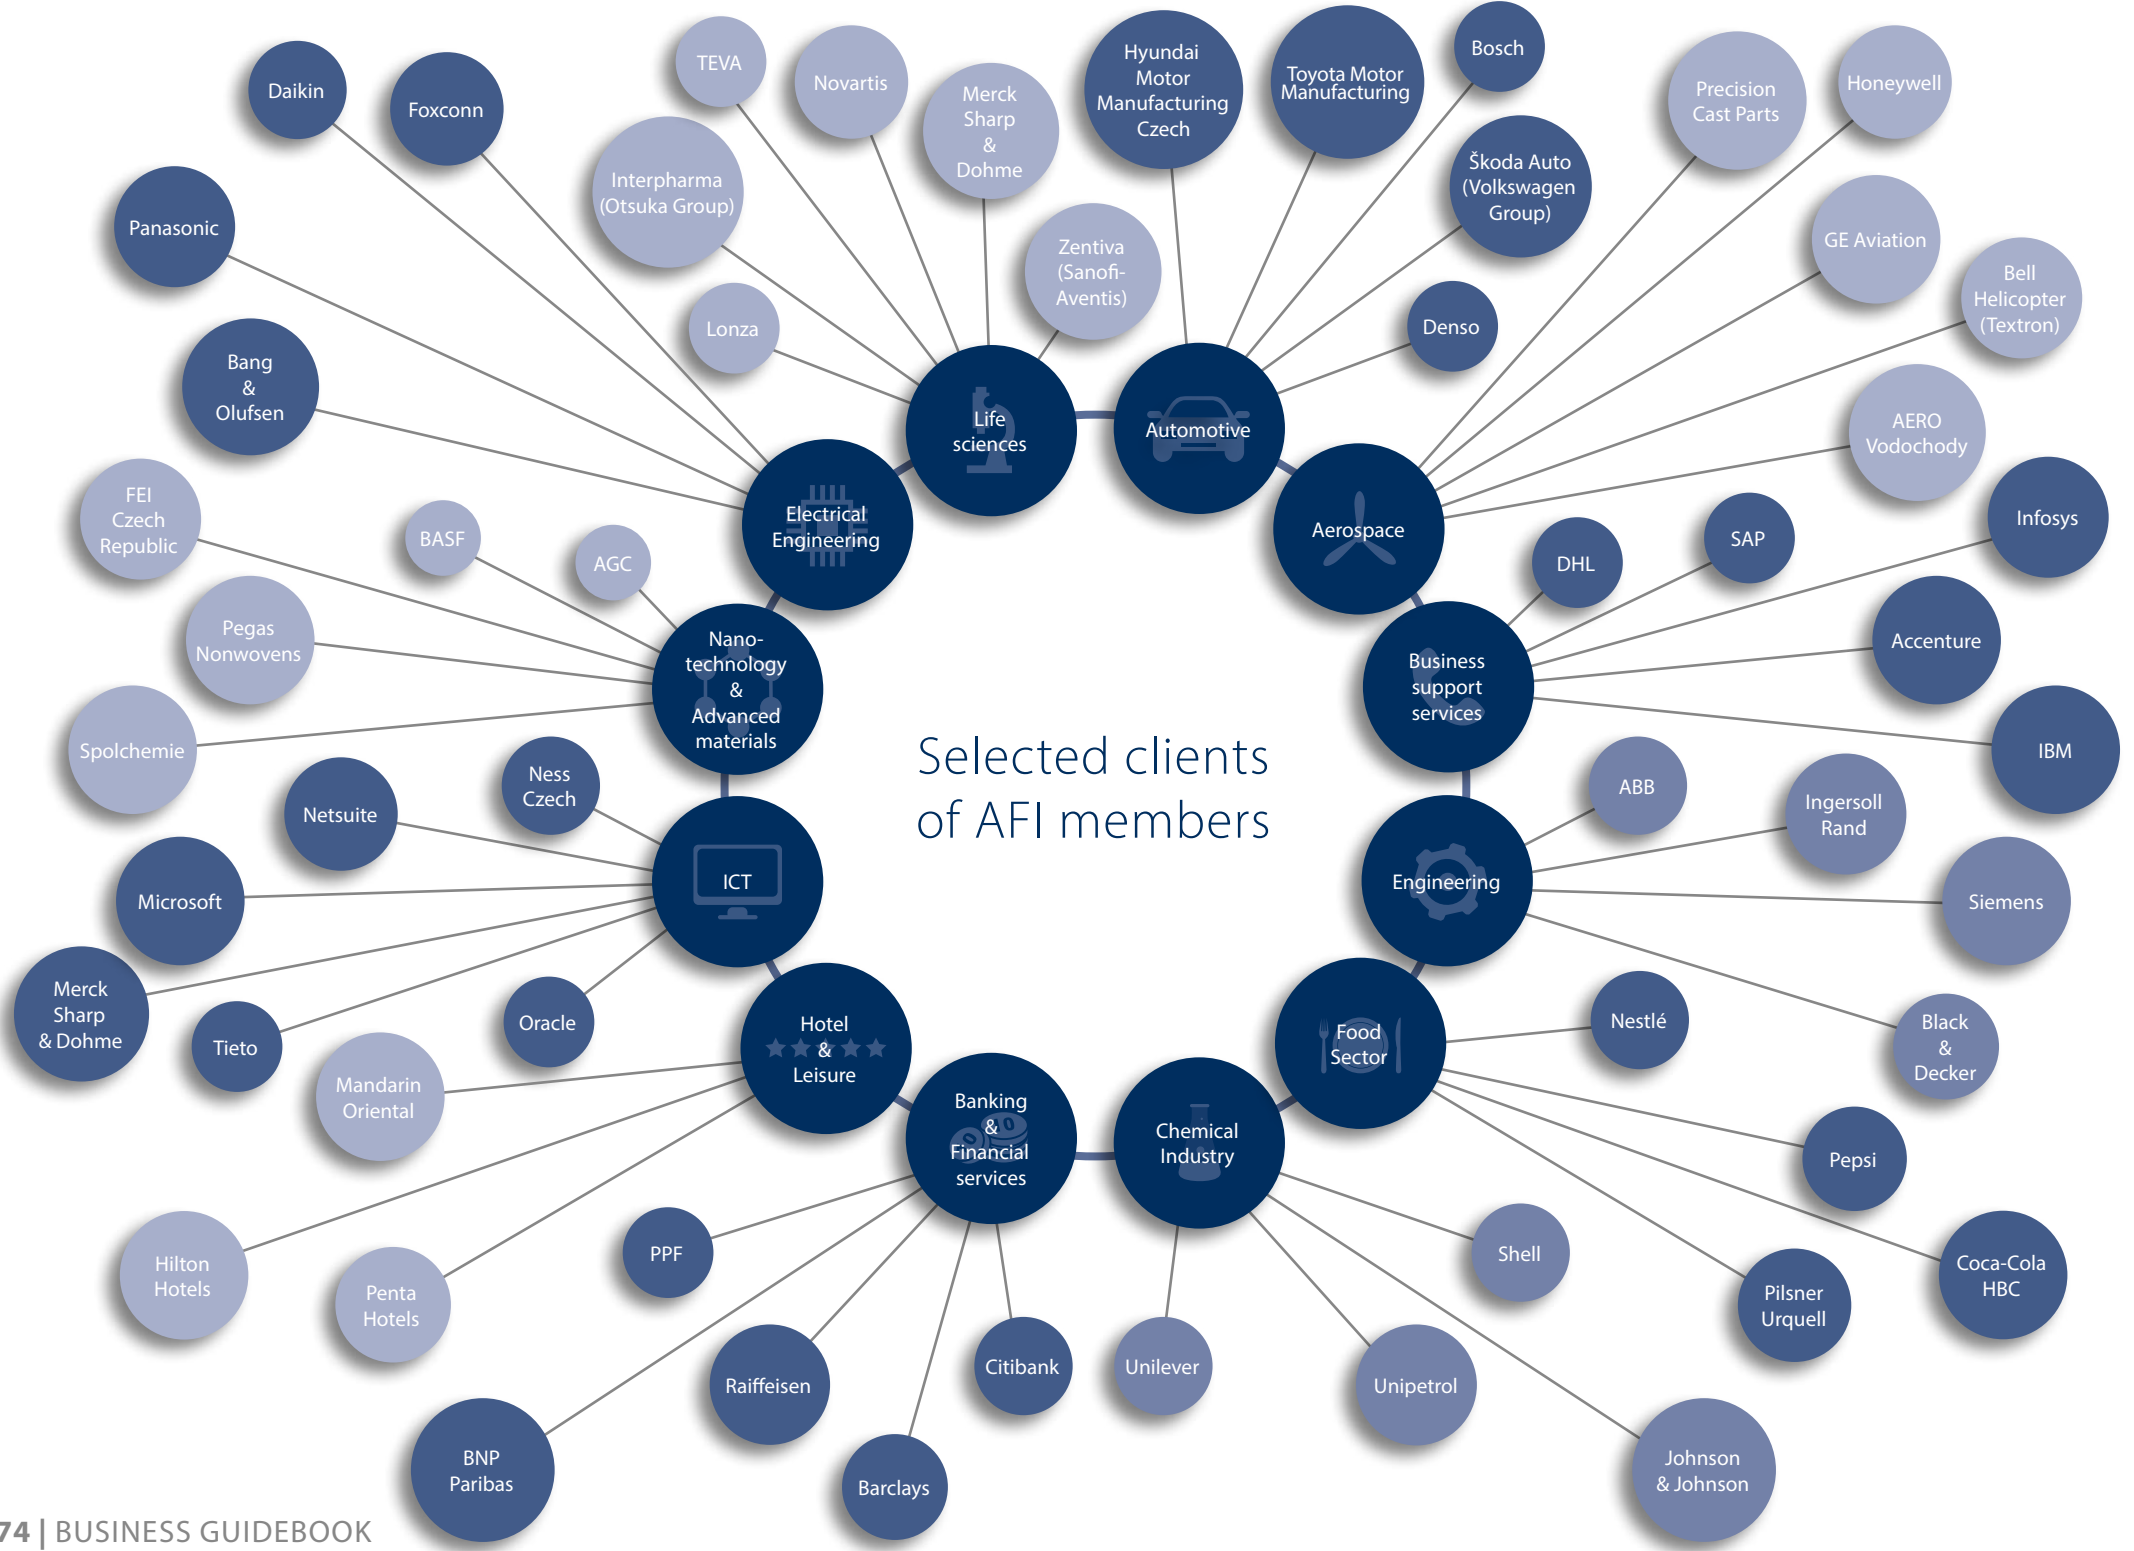 Daikin
Foxconn
TEVA
Novartis
Merck
Sharp
&
Dohme
Hyundai
Motor
Manufacturing
Czech
Toyota Motor
Manufacturing
Bosch
Precision
Cast Parts
Honeywell
Panasonic
Interpharma
(Otsuka Group)
Zentiva
(Sanofi-
Aventis)
Škoda Auto
(Volkswagen
Group)
GE Aviation
Bell
Helicopter
(Textron)
Lonza
Denso
Bang
&
Olufsen
Life
sciences
Automotive
AERO
Vodochody
FEI
Czech
Republic
BASF
AGC
Electrical
Engineering
Aerospace
DHL
SAP
Infosys
Pegas
Nonwovens
Nano-
technology
&
Advanced
materials
Business
support
services
Accenture
Spolchemie
Selected clients
of AFI members
IBM
Netsuite
Ness
Czech
ABB
Ingersoll
Rand
Microsoft
ICT
Engineering
Siemens
Merck
Sharp
& Dohme
Tieto
Oracle
Hotel
&
Leisure
Food
Sector
Nestlé
Black
&
Decker
Mandarin
Oriental
Banking
&
Financial
services
Chemical
Industry
Pepsi
Hilton
Hotels
Penta
Hotels
PPF
Shell
Pilsner
Urquell
Coca-Cola
HBC
Raiffeisen
Citibank
Unilever
Unipetrol
BNP
Paribas
Barclays
Johnson
& Johnson
74 | BUSINESS GUIDEBOOK